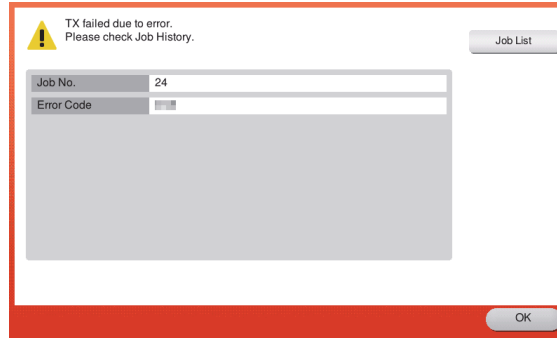 TX failed due to error.
Please check Job History.
Job List
Job No. 24
Error Code
OK